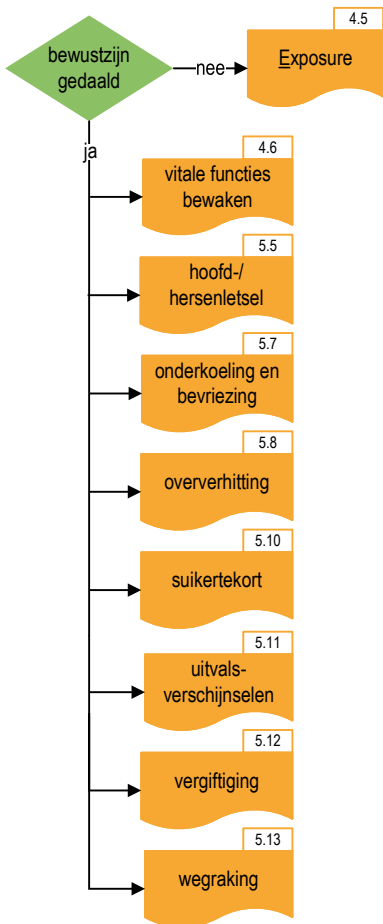 bewustzijn
gedaald
nee
4.5
Exposure
ja
4.6
vitale functies
bewaken
5.5
hoofd-/
hersenletsel
5.7
onderkoeling en
bevriezing
5.8
oververhitting
5.10
suikertekort
5.11
uitvals-
verschijnselen
5.12
vergiftiging
5.13
wegraking